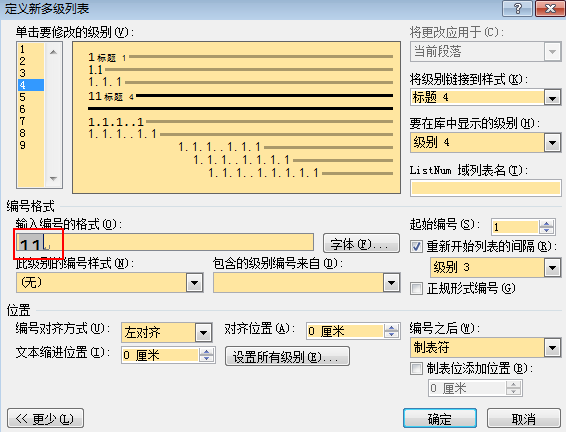 定义新多级列表
单击要修改的级别(V):
将更改应用于(C):
当前段落
1
2
3
4
5
6
7
8
9
1 标题 1
1.1
1.1.1
11 标题 4
1.1.1..1
1.1.1..1.1
1.1.1..1.1.1
1.1.1..1.1.1.1
1.1.1..1.1.1.1.1
将级别链接到样式(K):
标题 4
要在库中显示的级别(H):
级别 4
ListNum 域列表名(T):
编号格式
输入编号的格式(O):
11.
字体(F)...
起始编号(S):
1
重新开始列表的间隔(R):
级别 3
此级别的编号样式(N):
包含的级别编号来自(D):
(无)
正规形式编号(G)
位置
编号对齐方式(U):
左对齐
对齐位置(A):
0 厘米
编号之后(W):
制表符
文本缩进位置(I):
0 厘米
设置所有级别(E)...
制表位添加位置(B):
0 厘米
<< 更少(L)
确定
取消